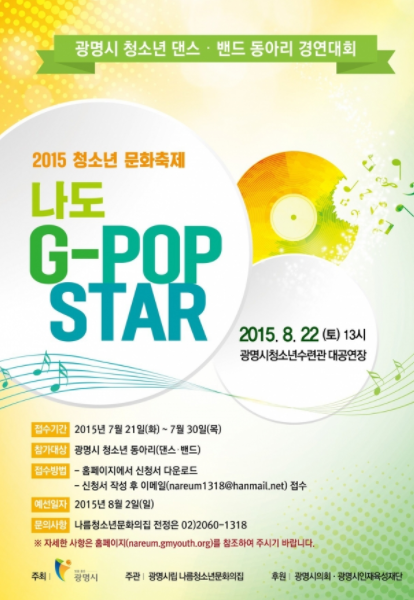 광명시 청소년 댄스 · 밴드 동아리 경연대회
2015 청소년 문화축제
나도
G-POP
STAR
2015. 8. 22 (토) 13시
광명시청소년수련관 대공연장
접수기간 2015년 7월 21일(화) ~ 7월 30일(목)
참가대상 광명시 청소년 동아리(댄스·밴드)
접수방법 - 홈페이지에서 신청서 다운로드
- 신청서 작성 후 이메일(nareum1318@hanmail.net) 접수
예선일자 2015년 8월 2일(일)
문의사항 나름청소년문화의집 전정은 02)2060-1318
※ 자세한 사항은 홈페이지(nareum.gmyouth.org)를 참조하여 주시기 바랍니다.
주최 | 광명시 주관 | 광명시립 나름청소년문화의집 후원 | 광명시의회·광명시인재육성재단